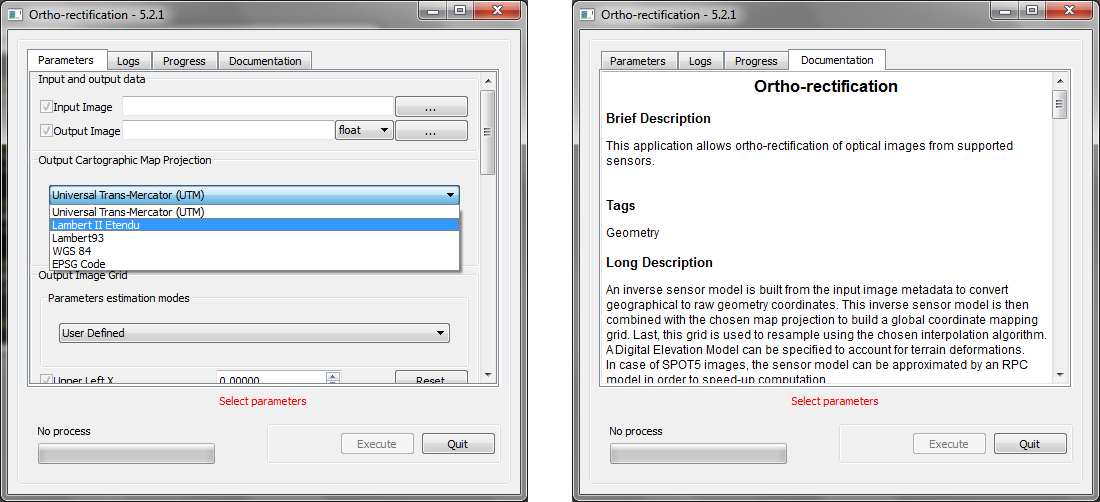 Ortho-rectification - 5.2.1
Parameters Logs Progress Documentation
Input and output data
Input Image ...
Output Image float ...
Output Cartographic Map Projection
Universal Trans-Mercator (UTM)
Universal Trans-Mercator (UTM)
Lambert II Etendu
Lambert93
WGS 84
EPSG Code
Output Image Grid
Parameters estimation modes
User Defined
Upper Left X 0.00000 Reset
Select parameters
No process
Execute Quit
Ortho-rectification - 5.2.1
Parameters Logs Progress Documentation
Ortho-rectification
Brief Description
This application allows ortho-rectification of optical images from supported
sensors.
Tags
Geometry
Long Description
An inverse sensor model is built from the input image metadata to convert
geographical to raw geometry coordinates. This inverse sensor model is then
combined with the chosen map projection to build a global coordinate mapping
grid. Last, this grid is used to resample using the chosen interpolation algorithm.
A Digital Elevation Model can be specified to account for terrain deformations.
In case of SPOT5 images, the sensor model can be approximated by an RPC
model in order to speed-up computation.
Select parameters
No process
Execute Quit